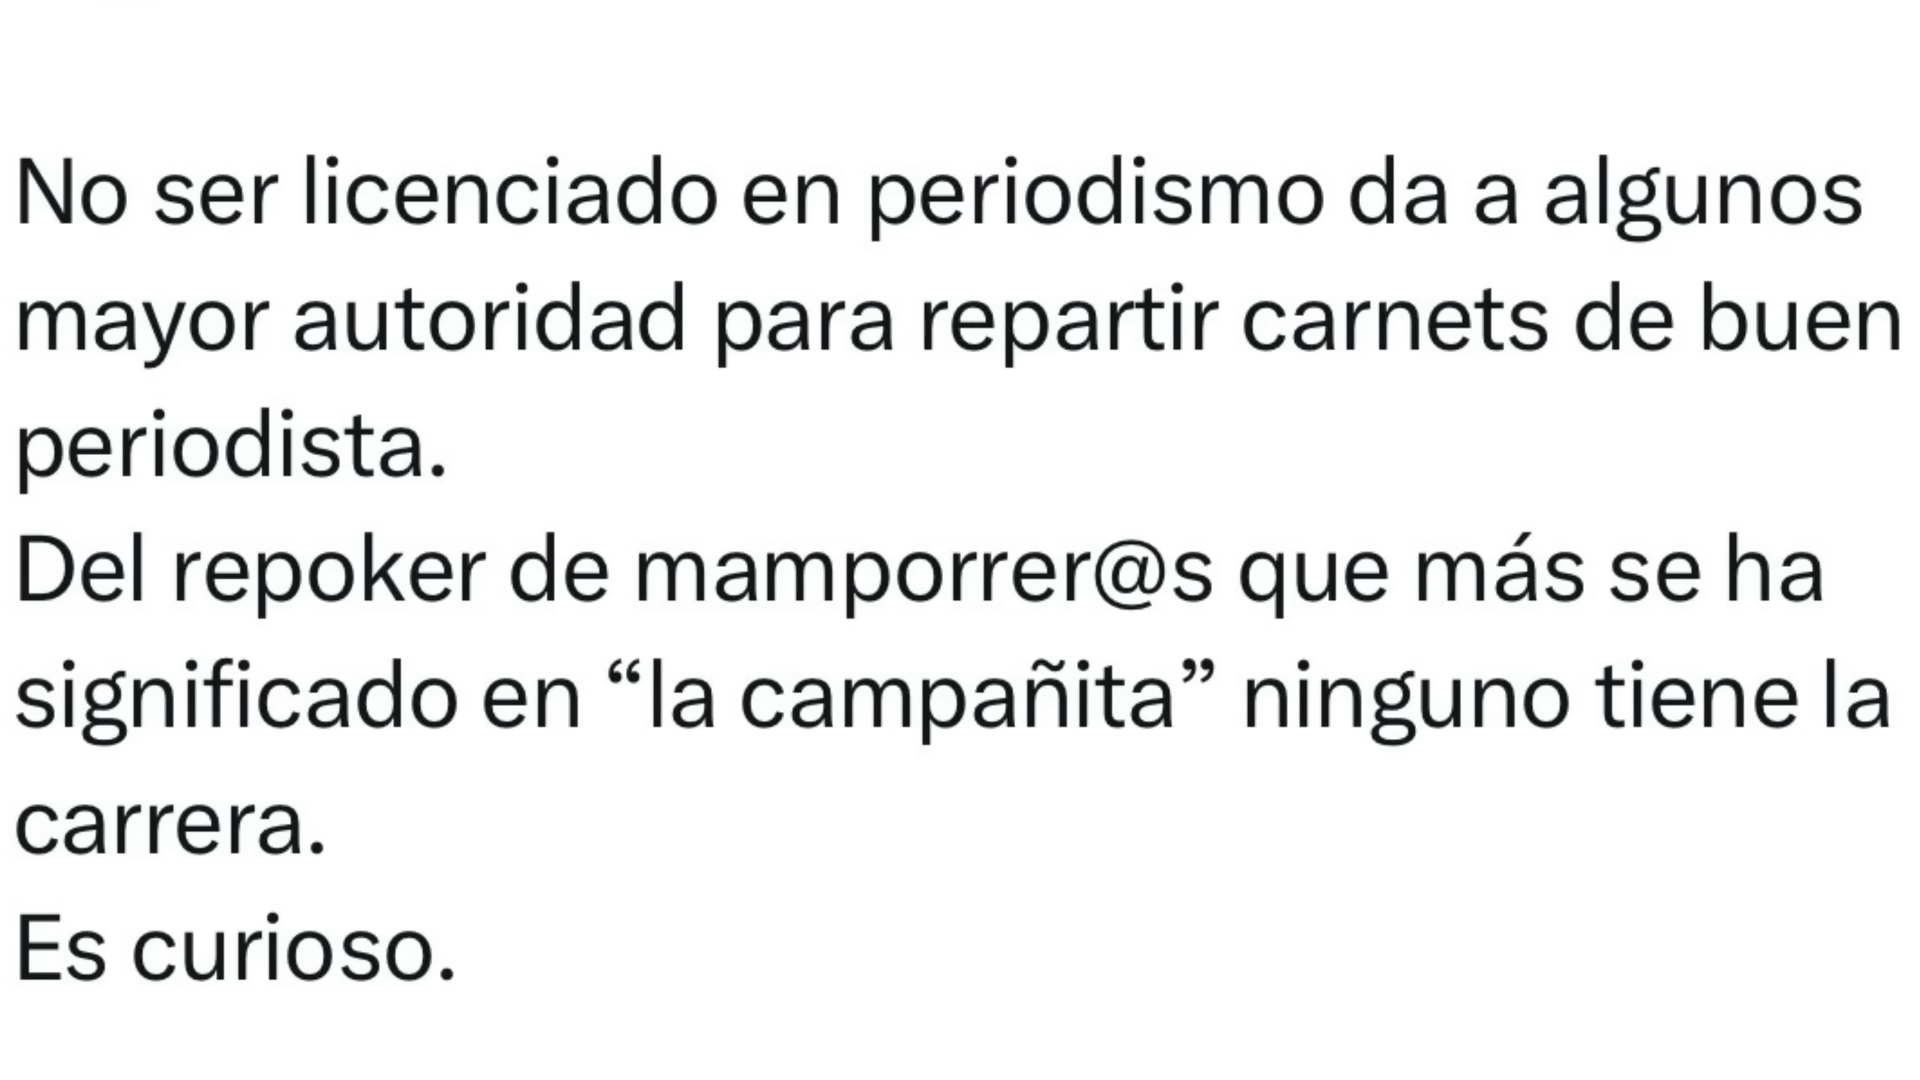 No ser licenciado en periodismo da a algunos
mayor autoridad para repartir carnets de buen
periodista.
Del repoker de mamporrer@s que más se ha
significado en “la campañita” ninguno tiene la
carrera.
Es curioso.